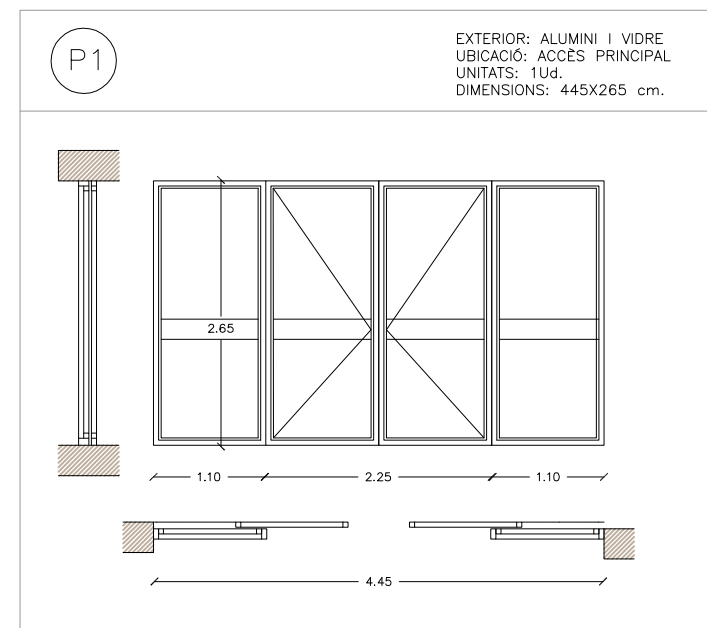 P1
EXTERIOR: ALUMINI I VIDRE
UBICACIÓ: ACCÈS PRINCIPAL
UNITATS: 1Ud.
DIMENSIONS: 445X265 cm.
2.65
1.10
2.25
1.10
4.45